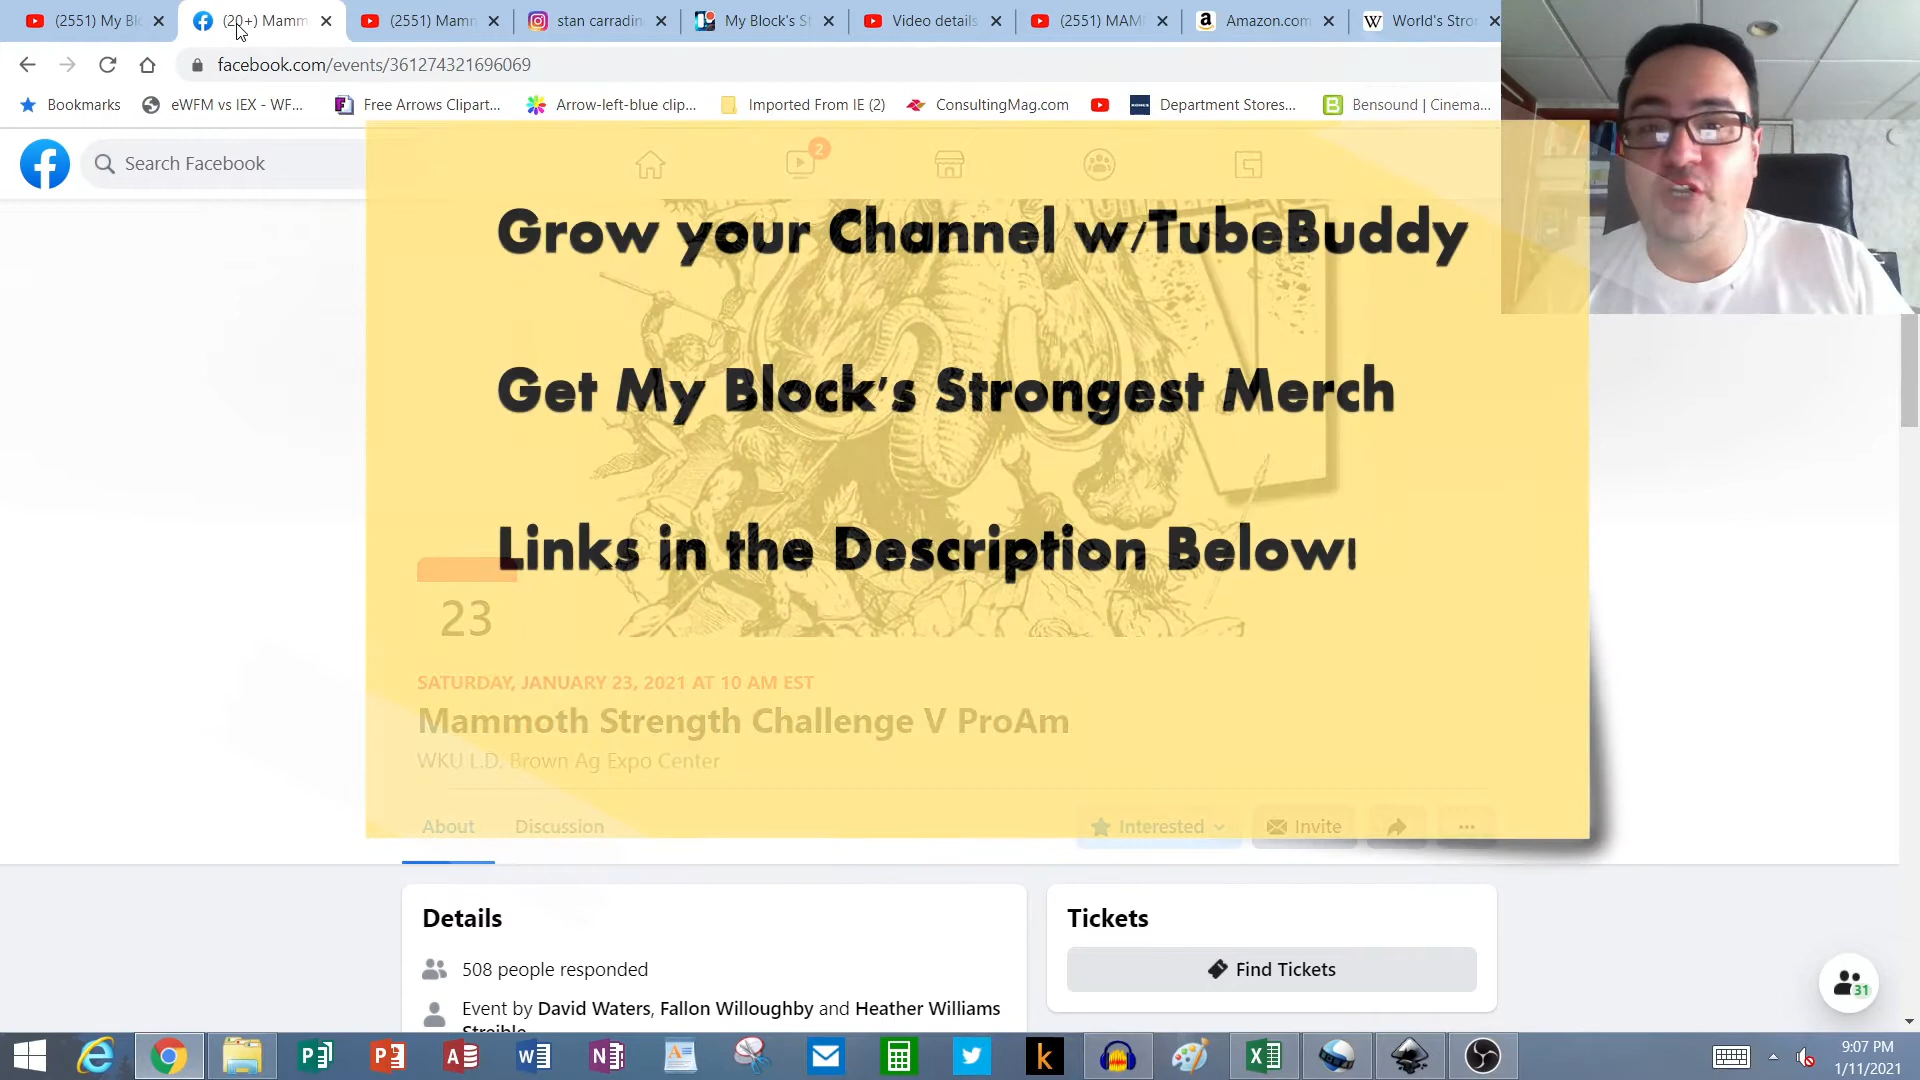 (2551) My Bl
(20+) Mamm
(2551) Mamr
stan carradin
My Block's St
Video details
(2551) MAM
Amazon.com
World's Stro
facebook.com/events/361274321696069
Bookmarks
eWFM vs IEX - WF...
Free Arrows Clipart...
Arrow-left-blue clip...
Imported From IE (2)
ConsultingMag.com
Department Stores...
Bensound | Cinema...
Search Facebook
2
Grow your Channel w/TubeBuddy
Get My Block's Strongest Merch
Links in the Description Below!
23
SATURDAY, JANUARY 23, 2021 AT 10 AM EST
Mammoth Strength Challenge V ProAm
WKU L.D. Brown Ag Expo Center
About
Discussion
Interested
Invite
Details
508 people responded
Event by David Waters, Fallon Willoughby and Heather Williams
Streible
Tickets
Find Tickets
31
9:07 PM
1/11/2021